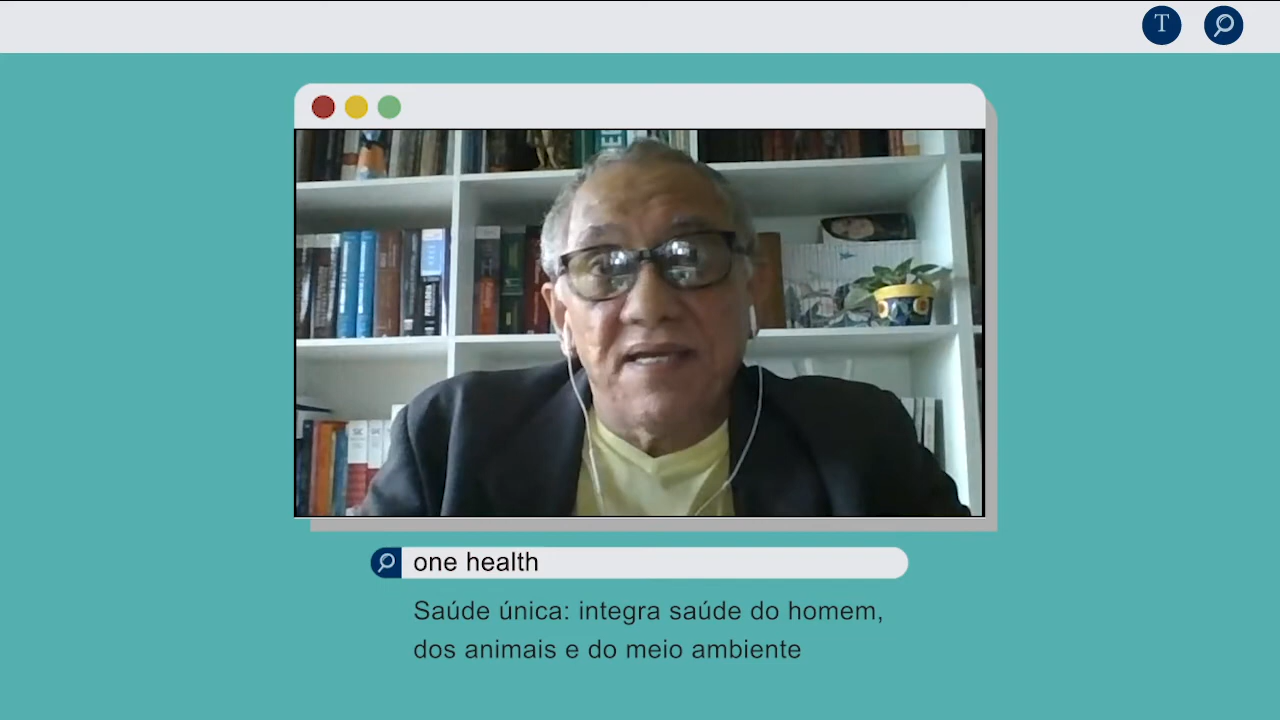 T
one health
Saúde única: integra saúde do homem,
dos animais e do meio ambiente